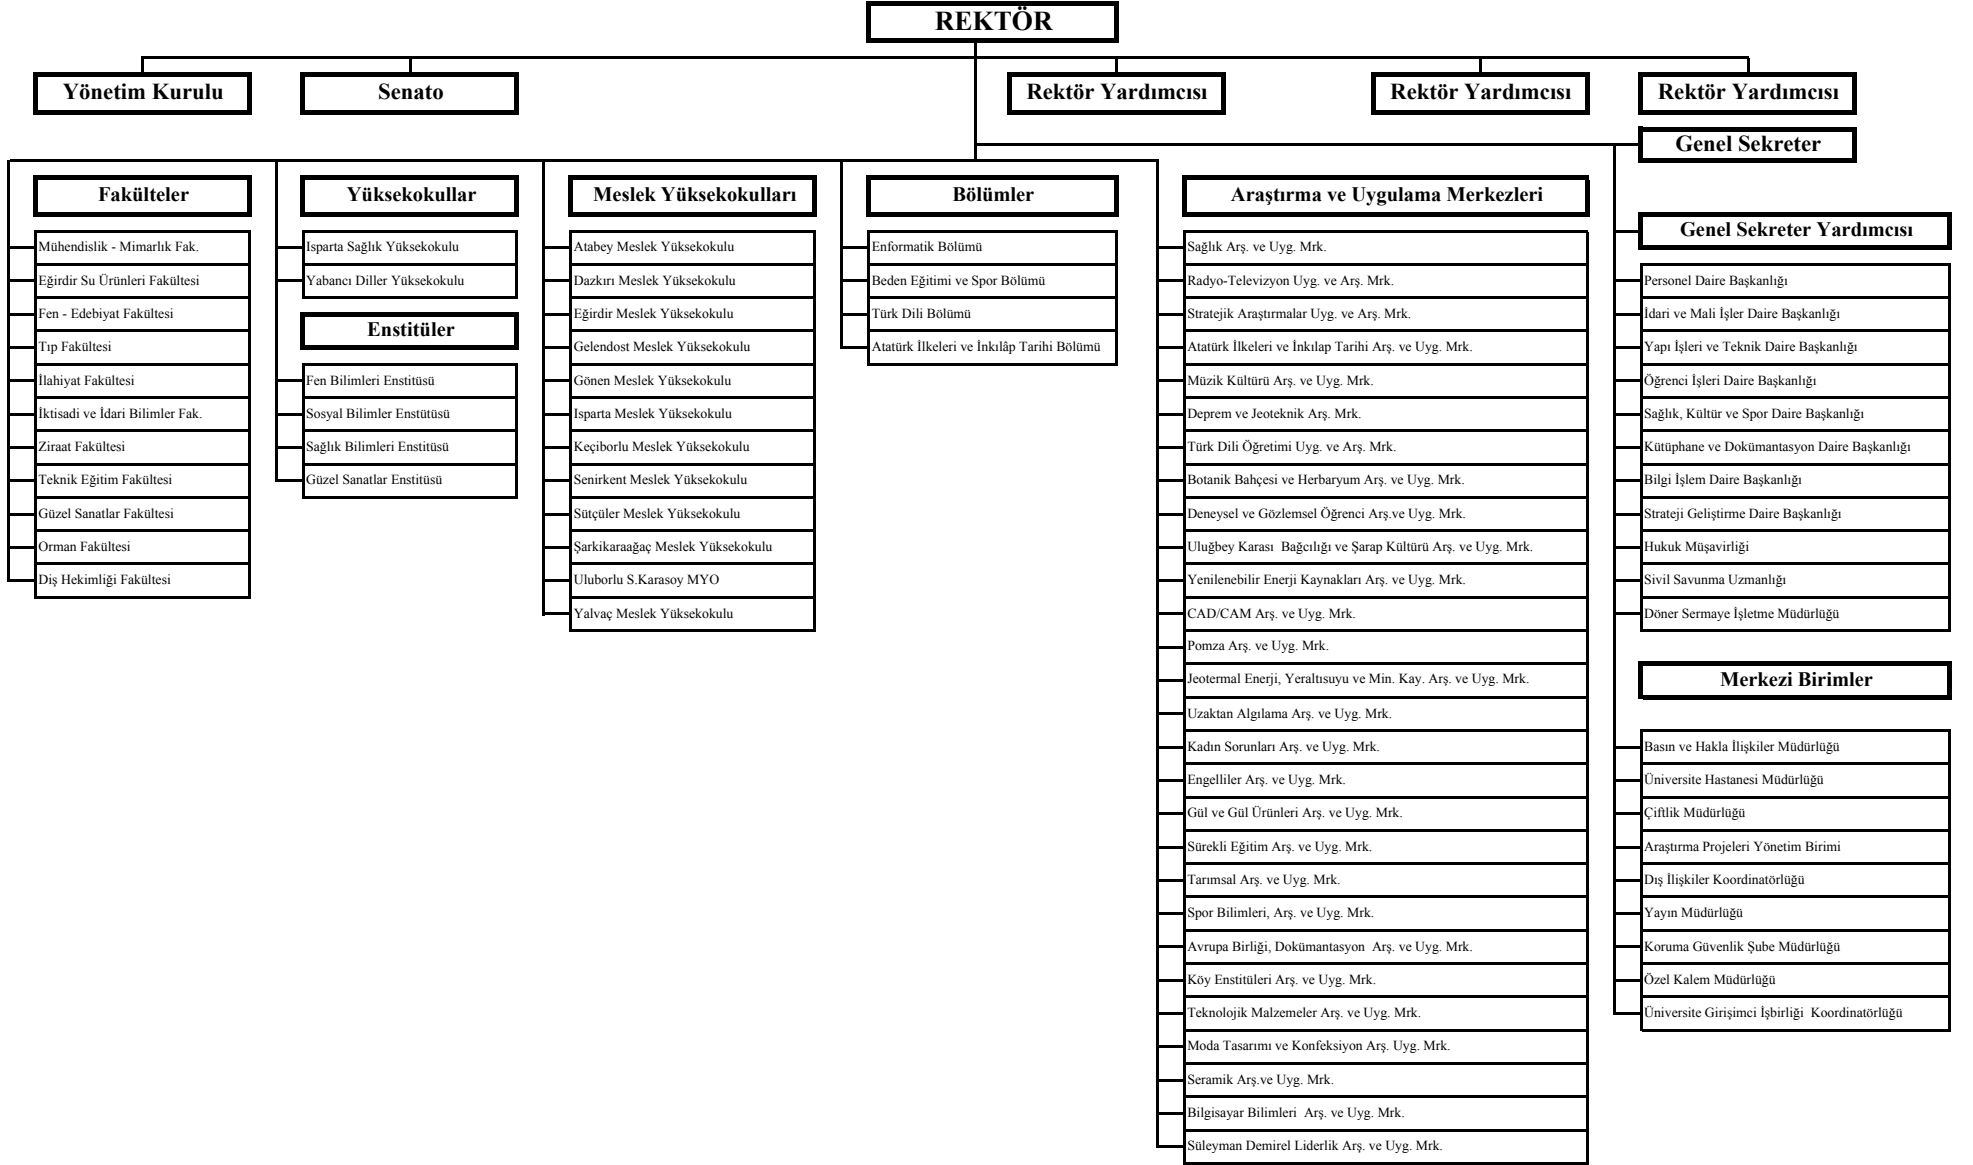 REKTÖR
Yönetim Kurulu
Senato
Rektör Yardımcısı
Rektör Yardımcısı
Rektör Yardımcısı
Genel Sekreter
Fakülteler
Mühendislik - Mimarlık Fak.
Eğirdir Su Ürünleri Fakültesi
Fen - Edebiyat Fakültesi
Tıp Fakültesi
İlahiyat Fakültesi
İktisadi ve İdari Bilimler Fak.
Ziraat Fakültesi
Teknik Eğitim Fakültesi
Güzel Sanatlar Fakültesi
Orman Fakültesi
Diş Hekimliği Fakültesi
Yüksekokullar
Isparta Sağlık Yüksekokulu
Yabancı Diller Yüksekokulu
Enstitüler
Fen Bilimleri Enstitüsü
Sosyal Bilimler Enstütüsü
Sağlık Bilimleri Enstitüsü
Güzel Sanatlar Enstitüsü
Meslek Yüksekokulları
Atabey Meslek Yüksekokulu
Dazkırı Meslek Yüksekokulu
Eğirdir Meslek Yüksekokulu
Gelendost Meslek Yüksekokulu
Gönen Meslek Yüksekokulu
Isparta Meslek Yüksekokulu
Keçiborlu Meslek Yüksekokulu
Senirkent Meslek Yüksekokulu
Sütçüler Meslek Yüksekokulu
Şarkikaraağaç Meslek Yüksekokulu
Uluborlu S.Karasoy MYO
Yalvaç Meslek Yüksekokulu
Bölümler
Enformatik Bölümü
Beden Eğitimi ve Spor Bölümü
Türk Dili Bölümü
Atatürk İlkeleri ve İnkılâp Tarihi Bölümü
Araştırma ve Uygulama Merkezleri
Sağlık Arş. ve Uyg. Mrk.
Radyo-Televizyon Uyg. ve Arş. Mrk.
Stratejik Araştırmalar Uyg. ve Arş. Mrk.
Atatürk İlkeleri ve İnkılap Tarihi Arş. ve Uyg. Mrk.
Müzik Kültürü Arş. ve Uyg. Mrk.
Deprem ve Jeoteknik Arş. Mrk.
Türk Dili Öğretimi Uyg. ve Arş. Mrk.
Botanik Bahçesi ve Herbaryum Arş. ve Uyg. Mrk.
Deneysel ve Gözlemsel Öğrenci Arş.ve Uyg. Mrk.
Uluğbey Karası Bağcılığı ve Şarap Kültürü Arş. ve Uyg. Mrk.
Yenilenebilir Enerji Kaynakları Arş. ve Uyg. Mrk.
CAD/CAM Arş. ve Uyg. Mrk.
Pomza Arş. ve Uyg. Mrk.
Jeotermal Enerji, Yeraltısuyu ve Min. Kay. Arş. ve Uyg. Mrk.
Uzaktan Algılama Arş. ve Uyg. Mrk.
Kadın Sorunları Arş. ve Uyg. Mrk.
Engelliler Arş. ve Uyg. Mrk.
Gül ve Gül Ürünleri Arş. ve Uyg. Mrk.
Sürekli Eğitim Arş. ve Uyg. Mrk.
Tarımsal Arş. ve Uyg. Mrk.
Spor Bilimleri, Arş. ve Uyg. Mrk.
Avrupa Birliği, Dokümantasyon Arş. ve Uyg. Mrk.
Köy Enstitüleri Arş. ve Uyg. Mrk.
Teknolojik Malzemeler Arş. ve Uyg. Mrk.
Moda Tasarımı ve Konfeksiyon Arş. Uyg. Mrk.
Seramik Arş.ve Uyg. Mrk.
Bilgisayar Bilimleri Arş. ve Uyg. Mrk.
Süleyman Demirel Liderlik Arş. ve Uyg. Mrk.
Genel Sekreter Yardımcısı
Personel Daire Başkanlığı
İdari ve Mali İşler Daire Başkanlığı
Yapı İşleri ve Teknik Daire Başkanlığı
Öğrenci İşleri Daire Başkanlığı
Sağlık, Kültür ve Spor Daire Başkanlığı
Kütüphane ve Dokümantasyon Daire Başkanlığı
Bilgi İşlem Daire Başkanlığı
Strateji Geliştirme Daire Başkanlığı
Hukuk Müşavirliği
Sivil Savunma Uzmanlığı
Döner Sermaye İşletme Müdürlüğü
Merkezi Birimler
Basın ve Hakla İlişkiler Müdürlüğü
Üniversite Hastanesi Müdürlüğü
Çiftlik Müdürlüğü
Araştırma Projeleri Yönetim Birimi
Dış İlişkiler Koordinatörlüğü
Yayın Müdürlüğü
Koruma Güvenlik Şube Müdürlüğü
Özel Kalem Müdürlüğü
Üniversite Girişimci İşbirliği Koordinatörlüğü